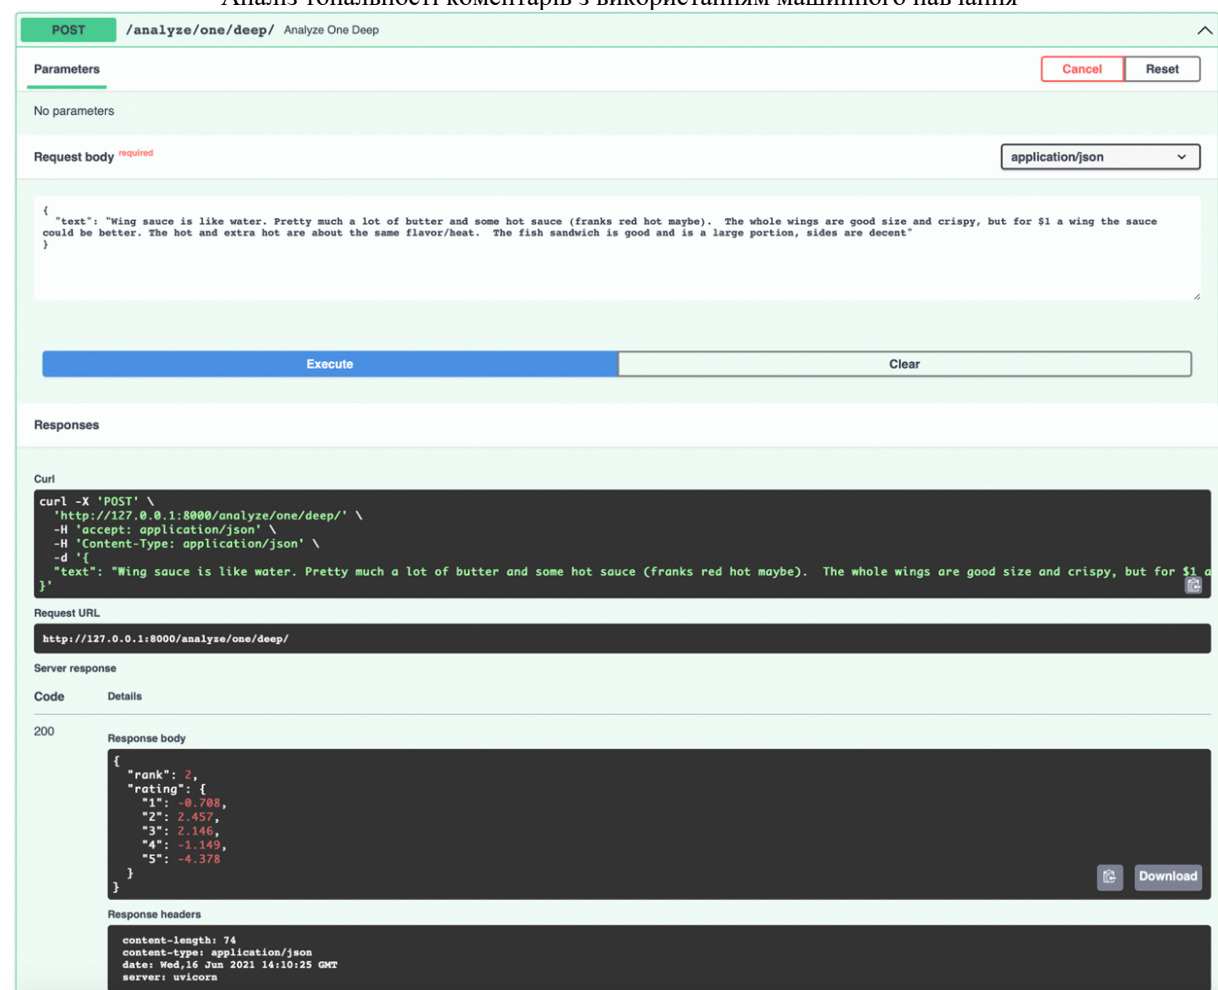 Аналіз тональності коментарів з використанням машинного навчання
POST /analyze/one/deep/ Analyze One Deep
Parameters
Cancel Reset
No parameters
Request body required
application/json
{
"text": "Wing sauce is like water. Pretty much a lot of butter and some hot sauce (franks red hot maybe).  The whole wings are good size and crispy, but for $1 a wing the sauce
could be better. The hot and extra hot are about the same flavor/heat.  The fish sandwich is good and is a large portion, sides are decent"
}
Execute Clear
Responses
Curl
curl -X 'POST' \
'http://127.0.0.1:8000/analyze/one/deep/' \
-H 'accept: application/json' \
-H 'Content-Type: application/json' \
-d '{
"text": "Wing sauce is like water. Pretty much a lot of butter and some hot sauce (franks red hot maybe).  The whole wings are good size and crispy, but for $1 a
}'
Request URL
http://127.0.0.1:8000/analyze/one/deep/
Server response
Code Details
200
Response body
{
"rank": 2,
"rating": {
"1": -0.708,
"2": 2.457,
"3": 2.146,
"4": -1.149,
"5": -4.378
}
}
Download
Response headers
content-length: 74
content-type: application/json
date: Wed,16 Jun 2021 14:10:25 GMT
server: uvicorn